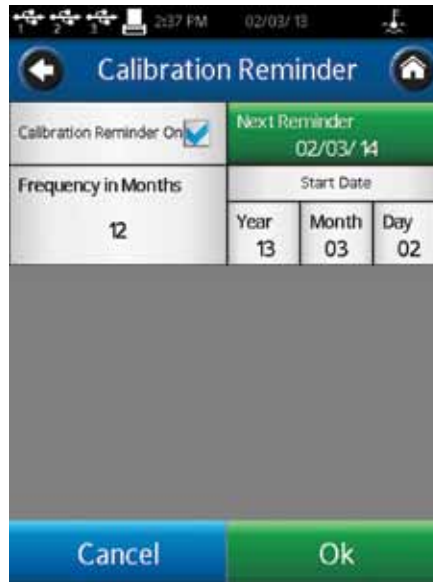 1 2 3 2:37 PM 02/03/ 13
Calibration Reminder
Calibration Reminder On
Next Reminder
02/03/ 14
Frequency in Months
12
Start Date
Year Month Day
13 03 02
Cancel Ok